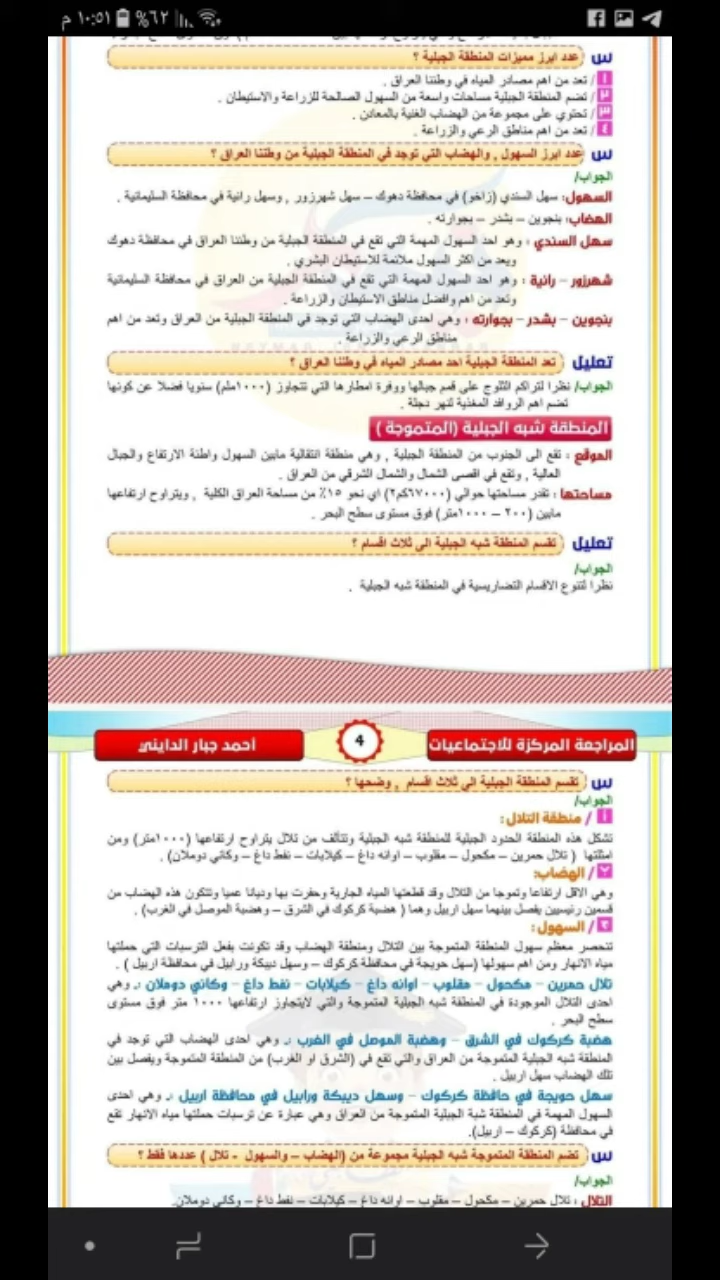 ١٠:٥١ م ٦٢%
س عدد ابرز مميزات المنطقة الجبلية ؟
١/ تعد من اهم مصادر المياه في وطننا العراق .
٢/ تضم المنطقة الجبلية مساحات واسعة من السهول الصالحة للزراعة والاستيطان .
٣/ تحتوي على مجموعة من الهضاب الغنية بالمعادن .
٤/ تعد من اهم مناطق الرعي والزراعة .
س عدد ابرز السهول , والهضاب التي توجد في المنطقة الجبلية من وطننا العراق ؟
الجواب/
السهول: سهل السندي (زاخو) في محافظة دهوك – سهل شهرزور , وسهل رانية في محافظة السليمانية .
الهضاب: بنجوين – بشدر – بجوارته .
سهل السندي : وهو احد السهول المهمة التي تقع في المنطقة الجبلية من وطننا العراق في محافظة دهوك
ويعد من اكثر السهول ملائمة للاستيطان البشري .
شهرزور – رانية : وهو احد السهول المهمة التي تقع في المنطقة الجبلية من العراق في محافظة السليمانية
وتعد من اهم وافضل مناطق الاستيطان والزراعة .
بنجوين – بشدر – بجوارته : وهي احدى الهضاب التي توجد في المنطقة الجبلية من العراق وتعد من اهم
مناطق الرعي والزراعة .
تعليل تعد المنطقة الجبلية احد مصادر المياه في وطننا العراق ؟
الجواب/ نظرا لتراكم الثلوج على قمم جبالها ووفرة امطارها التي تتجاوز (١٠٠٠ملم) سنويا فضلا عن كونها
تضم اهم الروافد المغذية لنهر دجلة .
المنطقة شبه الجبلية (المتموجة )
الموقع : تقع الى الجنوب من المنطقة الجبلية , وهي منطقة انتقالية مابين السهول واطئة الارتفاع والجبال
العالية , وتقع في اقصى الشمال والشمال الشرقي من العراق .
مساحتها : تقدر مساحتها حوالي (٦٧٠٠٠كم٢) اي نحو ١٥٪ من مساحة العراق الكلية , ويتراوح ارتفاعها
مابين (٢٠٠ – ١٠٠٠متر) فوق مستوى سطح البحر .
تعليل تقسم المنطقة شبه الجبلية الى ثلاث اقسام ؟
الجواب/
نظرا لتنوع الاقسام التضاريسية في المنطقة شبه الجبلية .
المراجعة المركزة للاجتماعيات 4 أحمد جبار الدايني
س تقسم المنطقة الجبلية الى ثلاث اقسام , وضحها ؟
الجواب/
١/ منطقة التلال:
تشكل هذه المنطقة الحدود الجبلية للمنطقة شبه الجبلية وتتألف من تلال يتراوح ارتفاعها (١٠٠٠متر) ومن
امثلتها ( تلال حمرين – مكحول – مقلوب – اوانه داغ – كيلابات – نفط داغ – وكاني دوملان) .
٢/ الهضاب:
وهي الاقل ارتفاعا وتموجا من التلال وقد قطعتها المياه الجارية وحفرت بها وديانا عميا وتتكون هذه الهضاب من
قسمين رئيسيين يفصل بينهما سهل اربيل وهما ( هضبة كركوك في الشرق – وهضبة الموصل في الغرب) .
٣/ السهول:
تنحصر معظم سهول المنطقة المتموجة بين التلال ومنطقة الهضاب وقد تكونت بفعل الترسبات التي حملتها
مياه الانهار ومن اهم سهولها (سهل حويجة في محافظة كركوك – وسهل ديبكة ورابيل في محافظة اربيل ) .
تلال حمرين – مكحول – مقلوب – اوانه داغ – كيلابات – نفط داغ – وكاني دوملان :ـ وهي
احدى التلال الموجودة في المنطقة شبه الجبلية المتموجة والتي لايتجاوز ارتفاعها ١٠٠٠ متر فوق مستوى
سطح البحر .
هضبة كركوك في الشرق – وهضبة الموصل في الغرب :ـ وهي احدى الهضاب التي توجد في
المنطقة شبه الجبلية المتموجة من العراق والتي تقع في (الشرق او الغرب) من المنطقة المتموجة ويفصل بين
تلك الهضاب سهل اربيل .
سهل حويجة في حافظة كركوك – وسهل ديبكة ورابيل في محافظة اربيل :ـ وهي احدى
السهول المهمة في المنطقة شبة الجبلية المتموجة من العراق وهي عبارة عن ترسبات حملتها مياه الانهار تقع
في محافظة (كركوك – اربيل).
س تضم المنطقة المتموجة شبه الجبلية مجموعة من (الهضاب – والسهول - تلال ) عددها فقط ؟
الجواب/
التلال : تلال حمرين – مكحول – مقلوب – اوانه داغ – كيلابات – نفط داغ – وكاني دوملان.